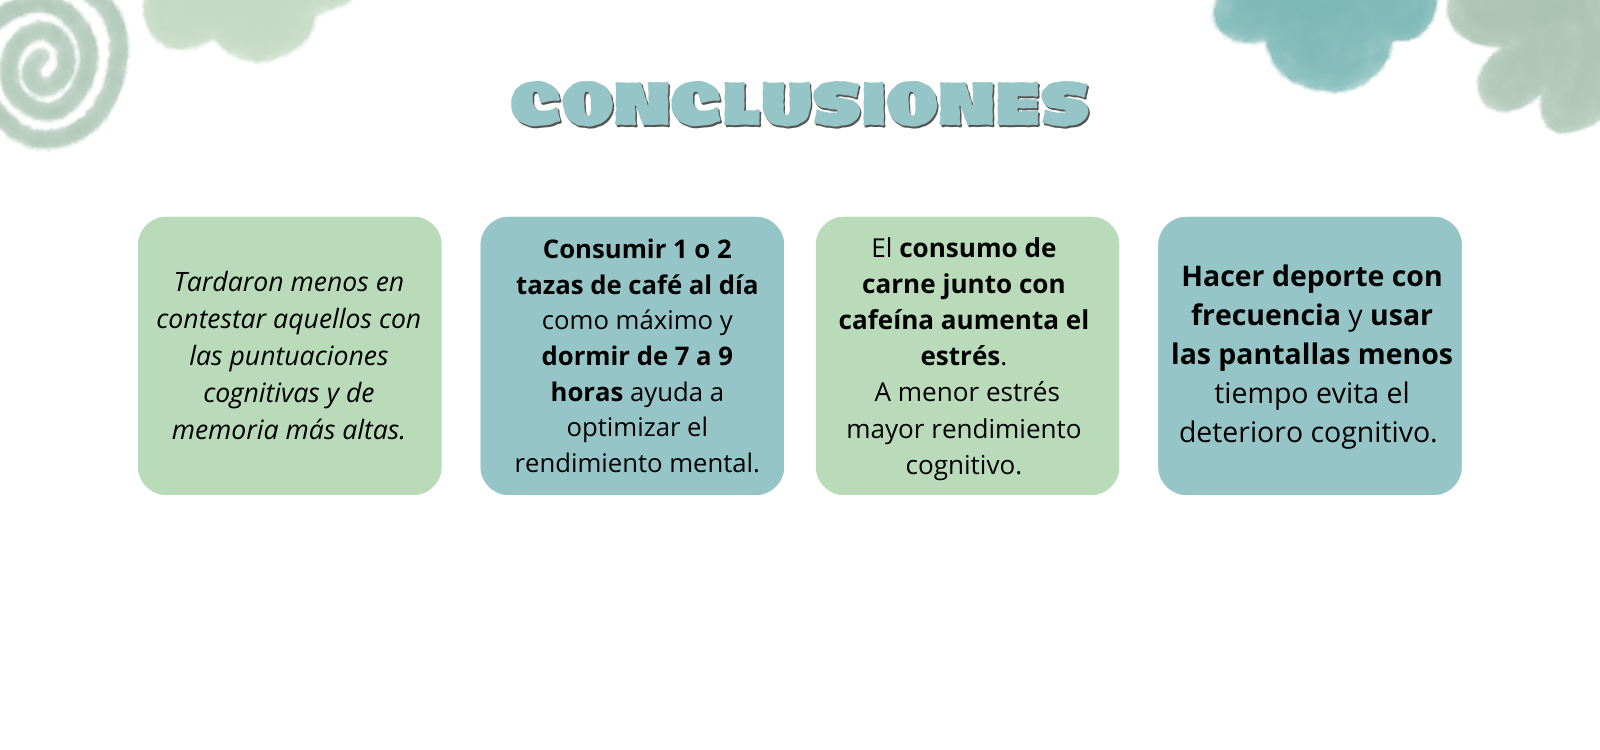 CONCLUSIONES
Tardaron menos en
contestar aquellos con
las puntuaciones
cognitivas y de
memoria más altas.
Consumir 1 o 2
tazas de café al día
como máximo y
dormir de 7 a 9
horas ayuda a
optimizar el
rendimiento mental.
El consumo de
carne junto con
cafeína aumenta el
estrés.
A menor estrés
mayor rendimiento
cognitivo.
Hacer deporte con
frecuencia y usar
las pantallas menos
tiempo evita el
deterioro cognitivo.